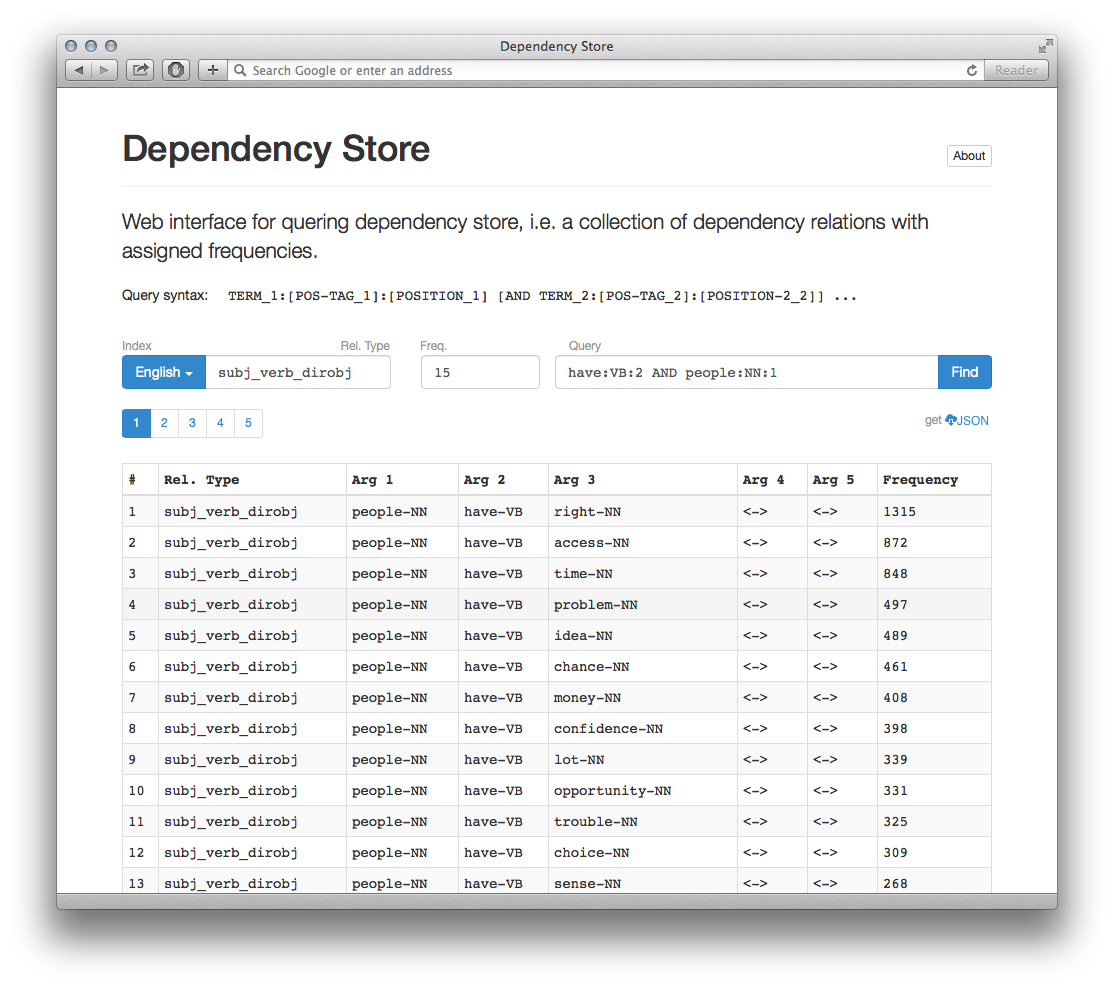 Dependency Store
Search Google or enter an address
Reader
Dependency Store
About
Web interface for quering dependency store, i.e. a collection of dependency relations with
assigned frequencies.
Query syntax: TERM_1:[POS-TAG_1]:[POSITION_1] [AND TERM_2:[POS-TAG_2]:[POSITION-2_2]] ...
Index Rel. Type Freq. Query
English subj_verb_dirobj 15 have:VB:2 AND people:NN:1 Find
1 2 3 4 5 get JSON
# Rel. Type Arg 1 Arg 2 Arg 3 Arg 4 Arg 5 Frequency
1 subj_verb_dirobj people-NN have-VB right-NN <-> <-> 1315
2 subj_verb_dirobj people-NN have-VB access-NN <-> <-> 872
3 subj_verb_dirobj people-NN have-VB time-NN <-> <-> 848
4 subj_verb_dirobj people-NN have-VB problem-NN <-> <-> 497
5 subj_verb_dirobj people-NN have-VB idea-NN <-> <-> 489
6 subj_verb_dirobj people-NN have-VB chance-NN <-> <-> 461
7 subj_verb_dirobj people-NN have-VB money-NN <-> <-> 408
8 subj_verb_dirobj people-NN have-VB confidence-NN <-> <-> 398
9 subj_verb_dirobj people-NN have-VB lot-NN <-> <-> 339
10 subj_verb_dirobj people-NN have-VB opportunity-NN <-> <-> 331
11 subj_verb_dirobj people-NN have-VB trouble-NN <-> <-> 325
12 subj_verb_dirobj people-NN have-VB choice-NN <-> <-> 309
13 subj_verb_dirobj people-NN have-VB sense-NN <-> <-> 268